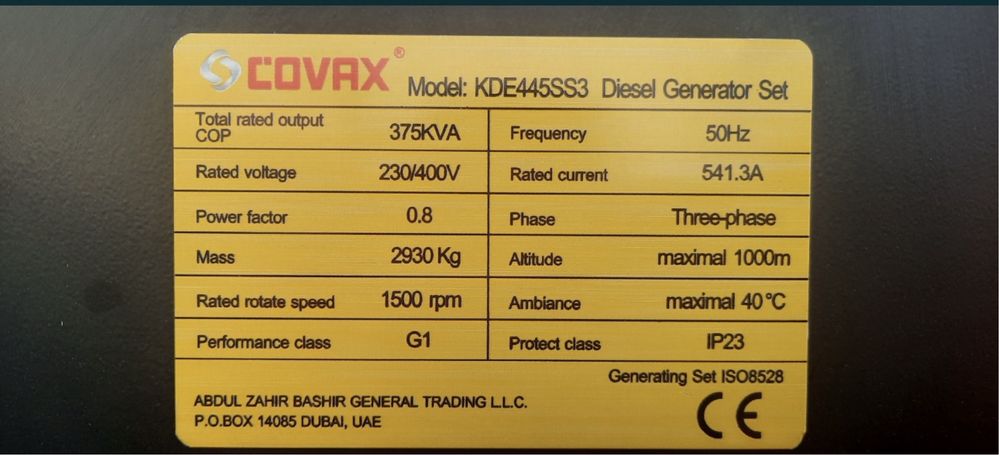 COVAX® Model: KDE445SS3 Diesel Generator Set
Total rated output COP 375KVA Frequency 50Hz
Rated voltage 230/400V Rated current 541.3A
Power factor 0.8 Phase Three-phase
Mass 2930 Kg Altitude maximal 1000m
Rated rotate speed 1500 rpm Ambiance maximal 40°C
Performance class G1 Protect class IP23
Generating Set ISO8528
ABDUL ZAHIR BASHIR GENERAL TRADING L.L.C.
P.O.BOX 14085 DUBAI, UAE
CE